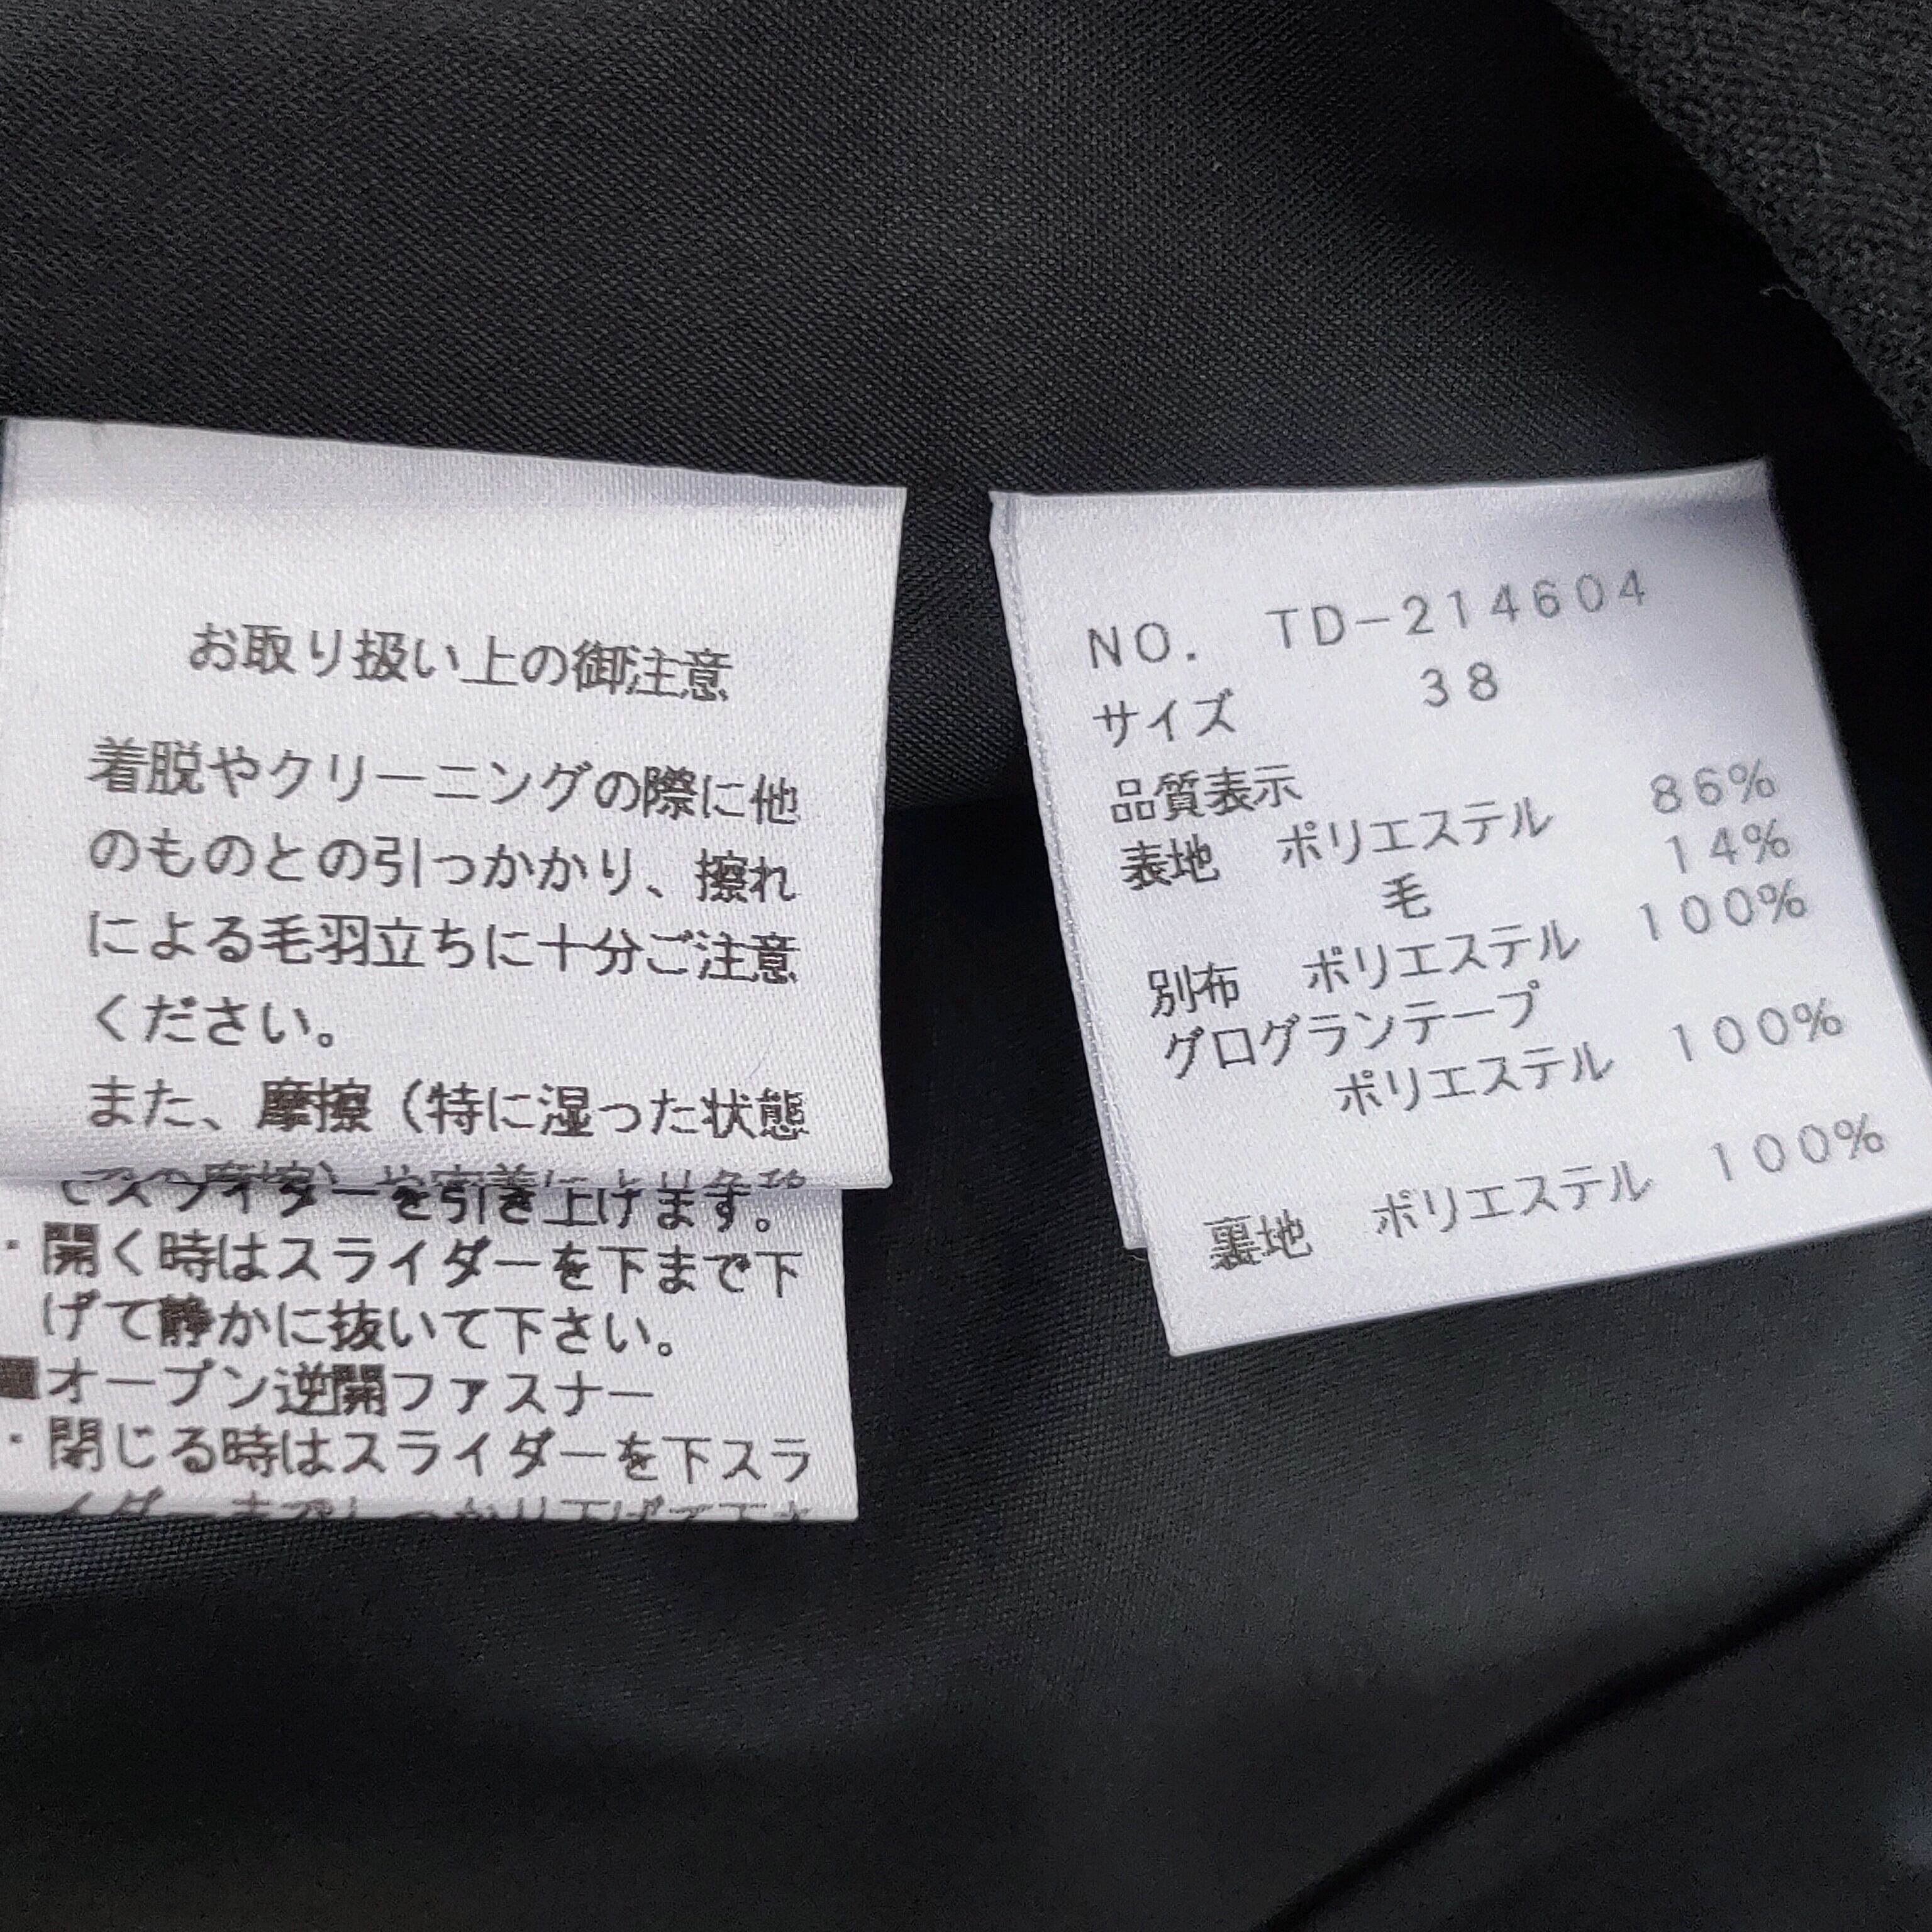 お取り扱い上の御注意
着脱やクリーニングの際に他
のものとの引っかかり、擦れ
による毛羽立ちに十分ご注意
ください。
また、摩擦（特に湿った状態
スライダーを引き上げます。
・開く時はスライダーを下まで下
げて静かに抜いて下さい。
■オープン逆開ファスナー
・閉じる時はスライダーを下スラ
NO. TD-214604
サイズ 38
品質表示
表地 ポリエステル 86%
毛 14%
別布 ポリエステル 100%
グログランテープ
ポリエステル 100%
裏地 ポリエステル 100%